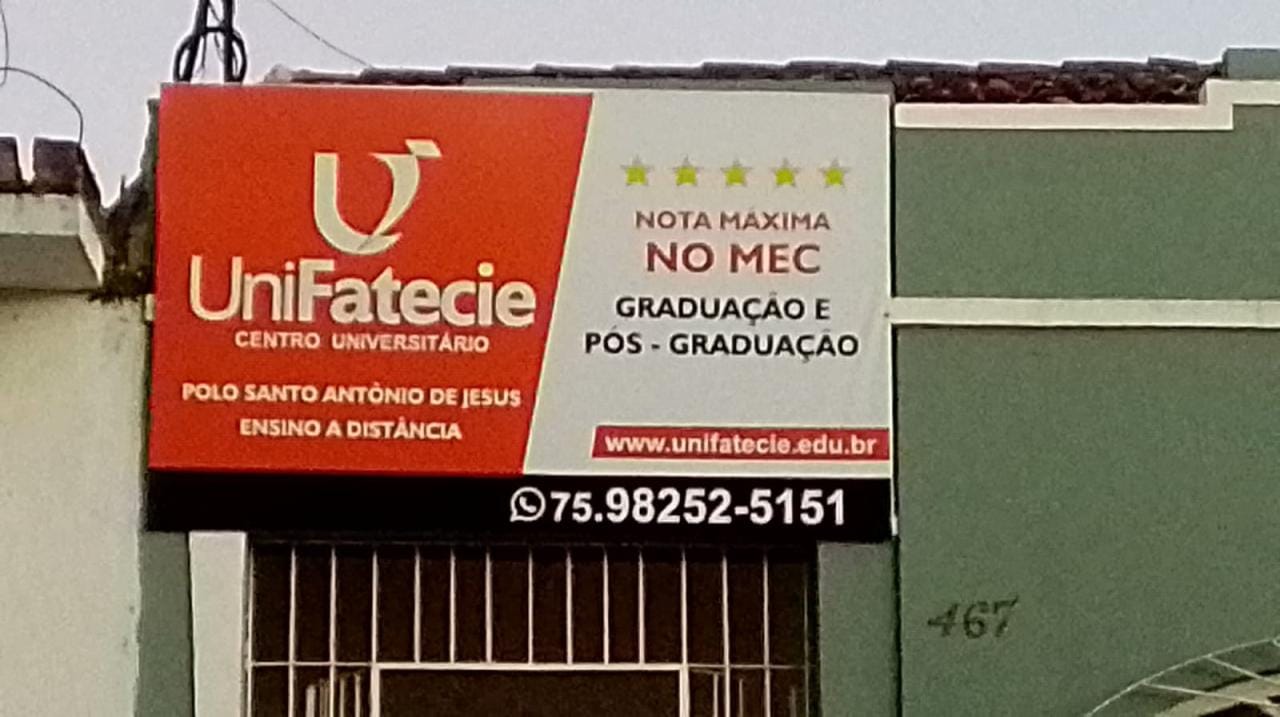 UniFatecie
CENTRO UNIVERSITÁRIO
POLO SANTO ANTÔNIO DE JESUS
ENSINO A DISTÂNCIA
NOTA MÁXIMA
NO MEC
GRADUAÇÃO E
PÓS - GRADUAÇÃO
www.unifatecie.edu.br
75.98252-5151
467